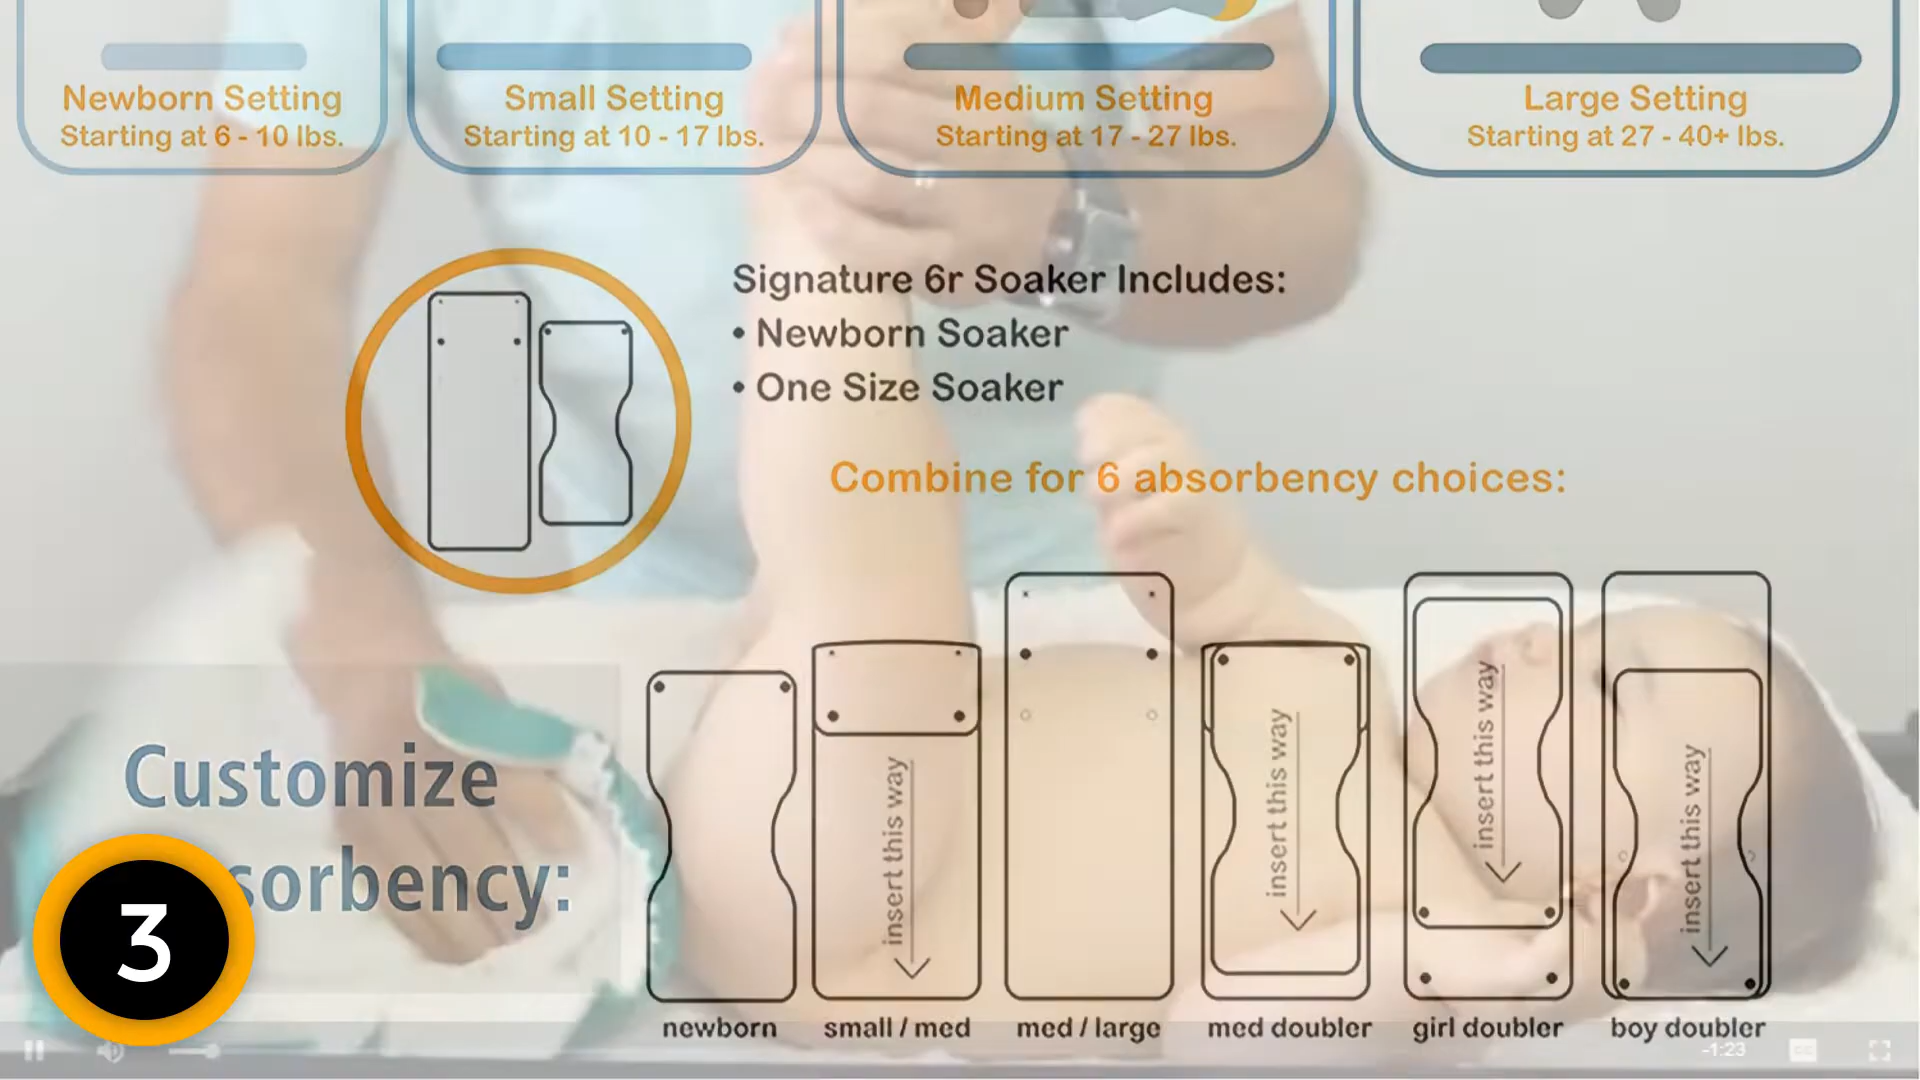 Newborn Setting
Starting at 6 - 10 lbs.
Small Setting
Starting at 10 - 17 lbs.
Medium Setting
Starting at 17 - 27 lbs.
Large Setting
Starting at 27 - 40+ lbs.
Signature 6r Soaker Includes:
• Newborn Soaker
• One Size Soaker
Combine for 6 absorbency choices:
Customize
sorbency:
3
insert this way
insert this way
insert this way
insert this way
newborn
small / med
med / large
med doubler
girl doubler
boy doubler
-1:23
CC